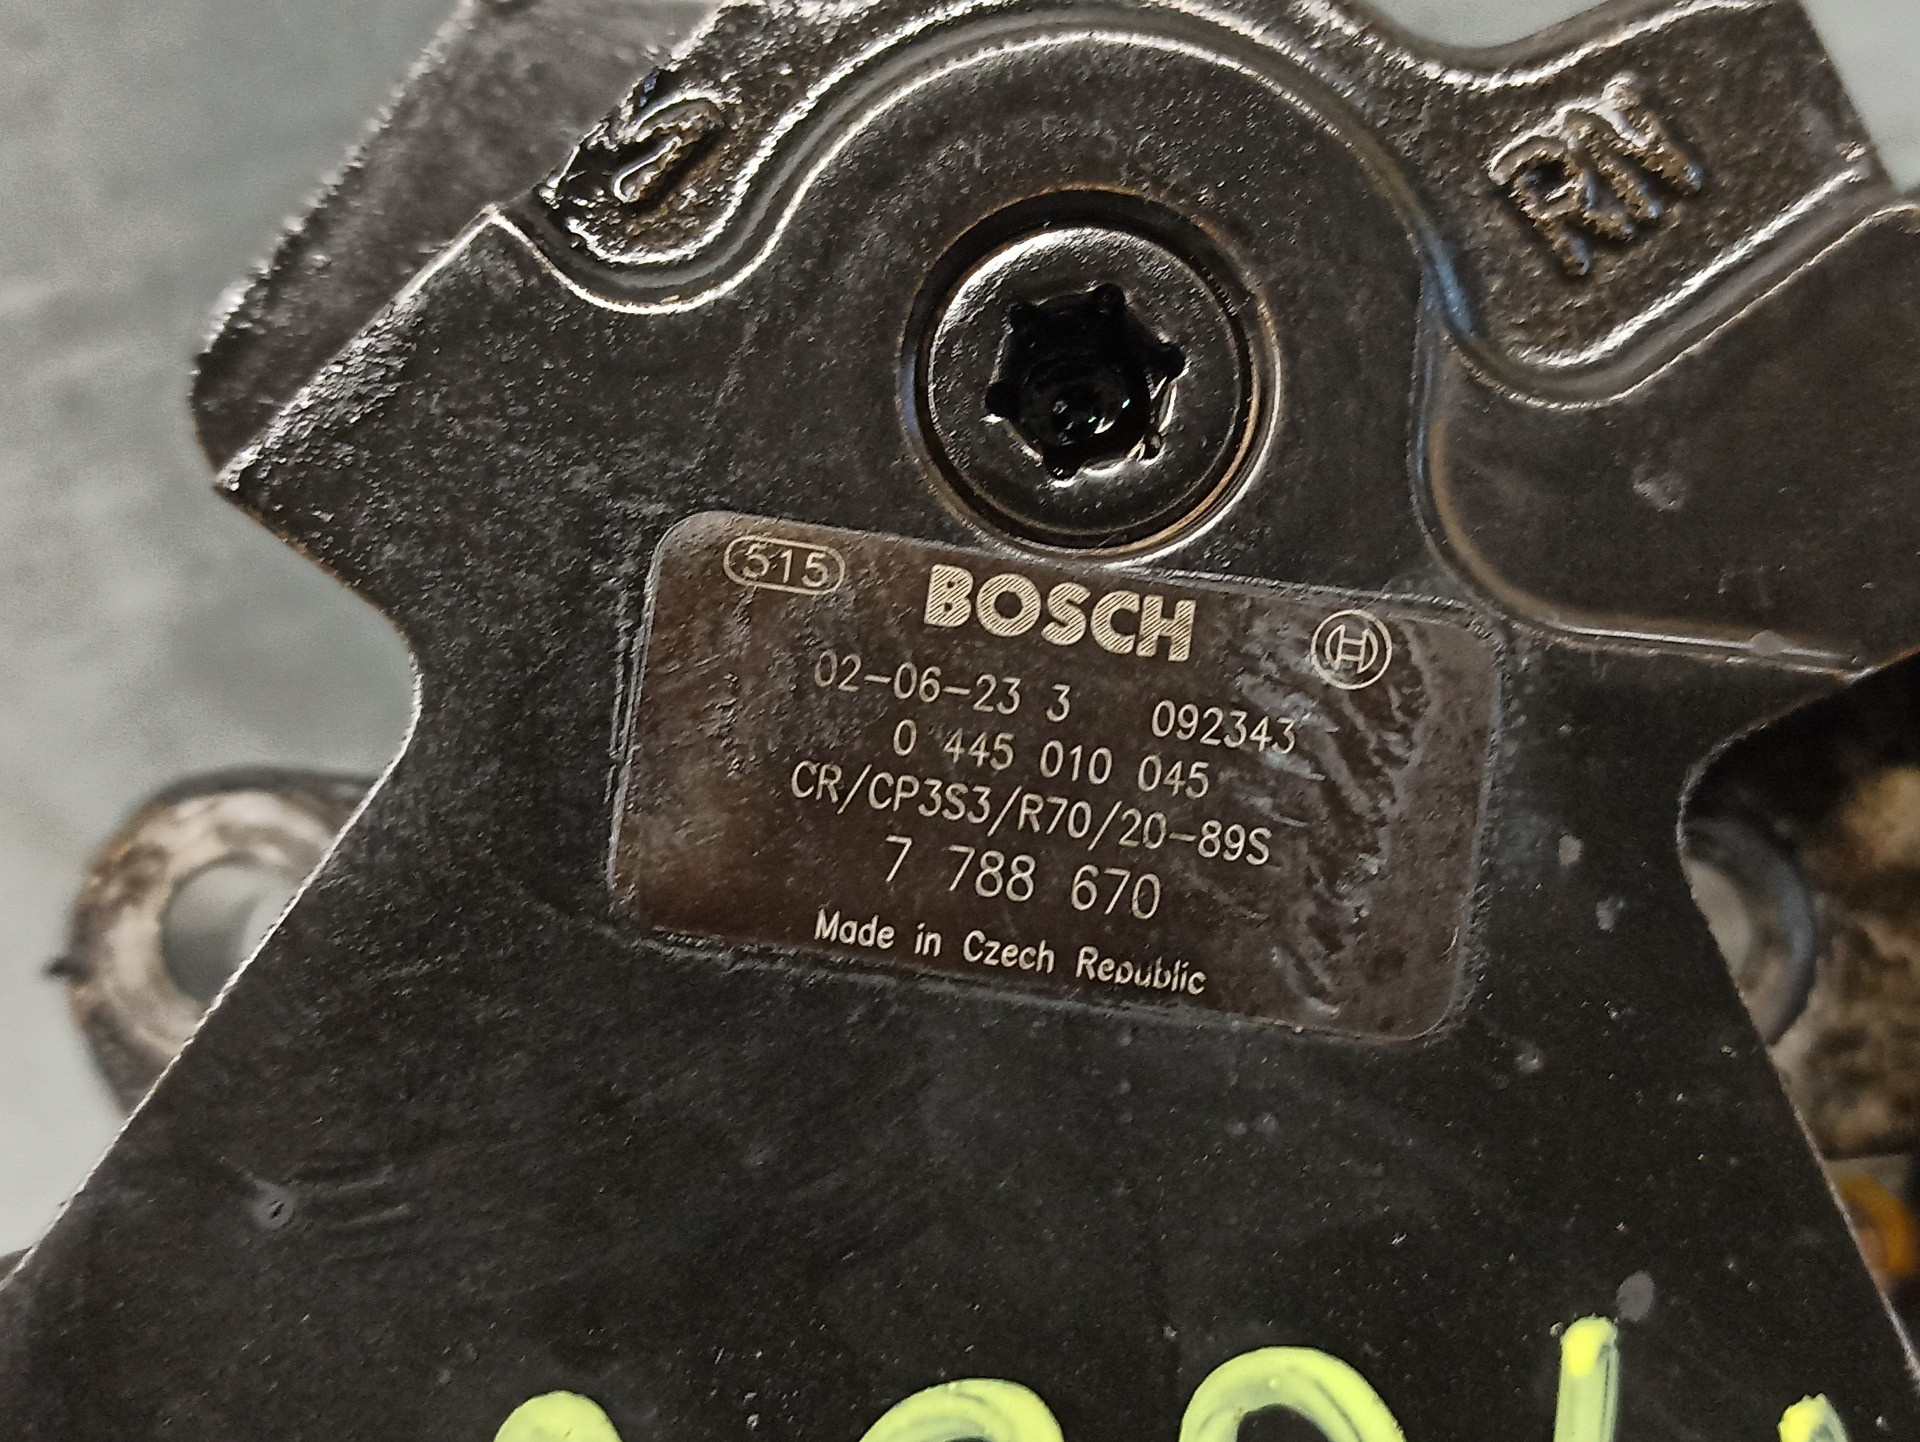 RN
515 BOSCH
02-06-23 3 092343
0 445 010 045
CR/CP3S3/R70/20-89S
7 788 670
Made in Czech Republic